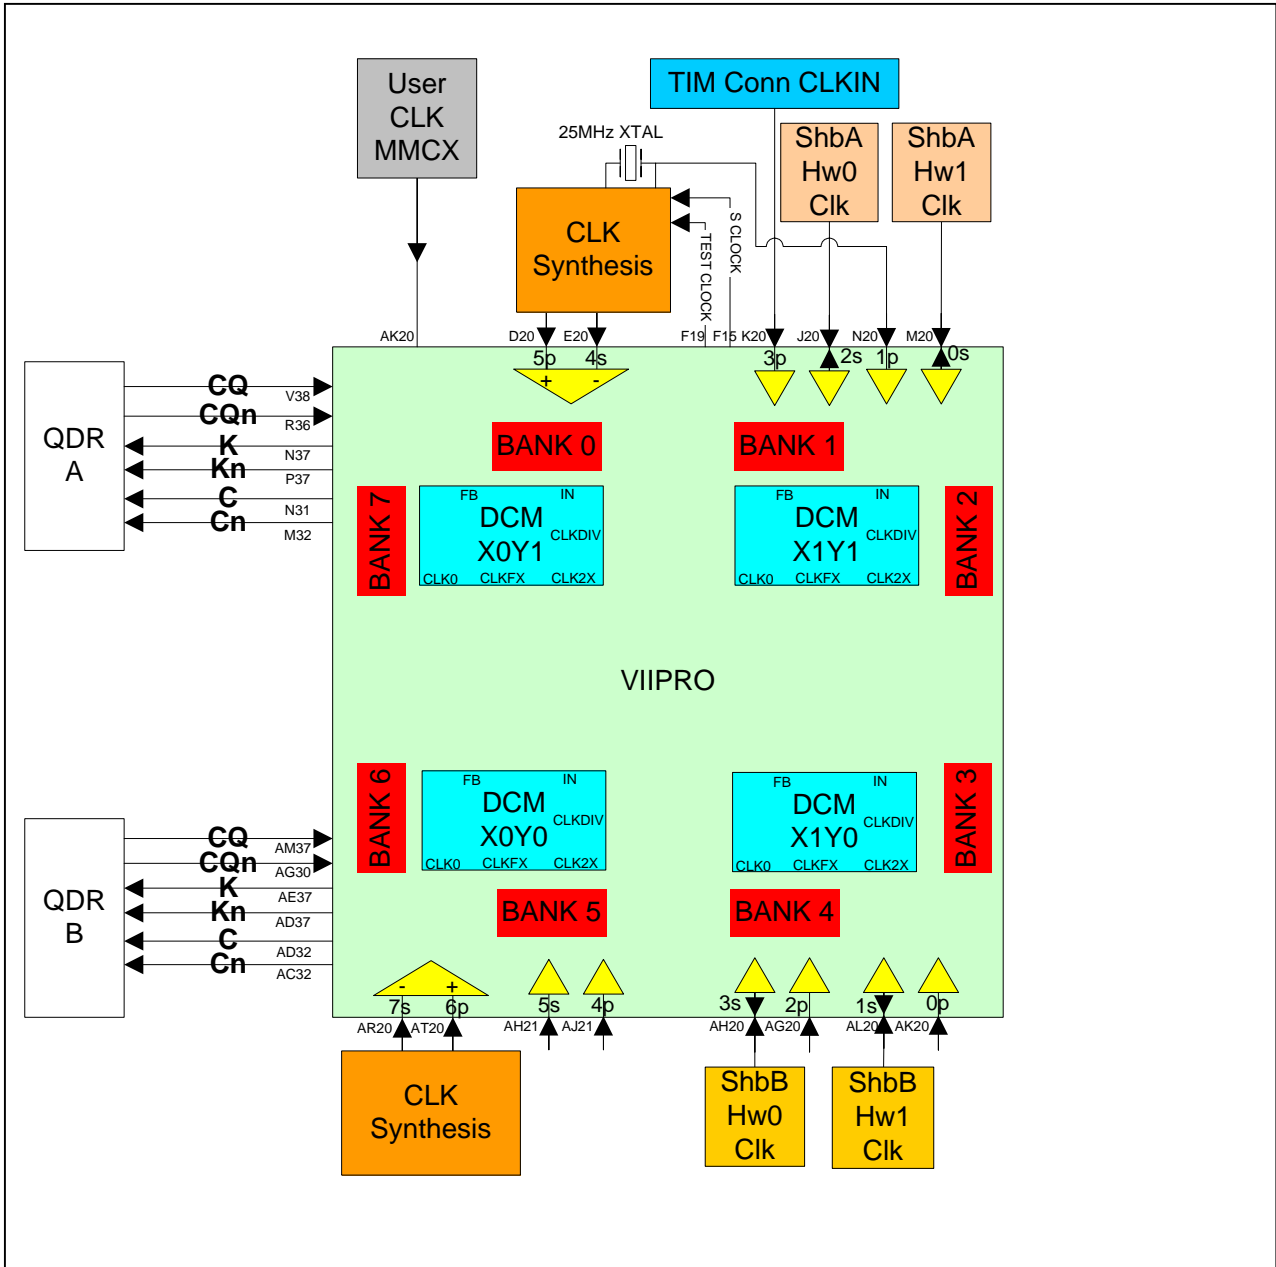 User
CLK
MMCX
TIM Conn CLKIN
25MHz XTAL
ShbA
Hw0
Clk
ShbA
Hw1
Clk
CLK
Synthesis
S CLOCK
TEST CLOCK
AK20
D20
E20
F19
F15
K20
J20
N20
M20
5p
4s
3p
2s
1p
0s
+
-
QDR
A
CQ
V38
CQn
R36
K
N37
Kn
P37
C
N31
Cn
M32
BANK 0
BANK 1
BANK 7
BANK 2
FB
IN
DCM
CLKDIV
X0Y1
CLK0
CLKFX
CLK2X
FB
IN
DCM
CLKDIV
X1Y1
CLK0
CLKFX
CLK2X
VIIPRO
BANK 6
BANK 3
FB
IN
DCM
CLKDIV
X0Y0
CLK0
CLKFX
CLK2X
FB
IN
DCM
CLKDIV
X1Y0
CLK0
CLKFX
CLK2X
QDR
B
CQ
AM37
CQn
AG30
K
AE37
Kn
AD37
C
AD32
Cn
AC32
BANK 5
BANK 4
-
+
7s
6p
5s
4p
3s
2p
1s
0p
AR20
AT20
AH21
AJ21
AH20
AG20
AL20
AK20
CLK
Synthesis
ShbB
Hw0
Clk
ShbB
Hw1
Clk